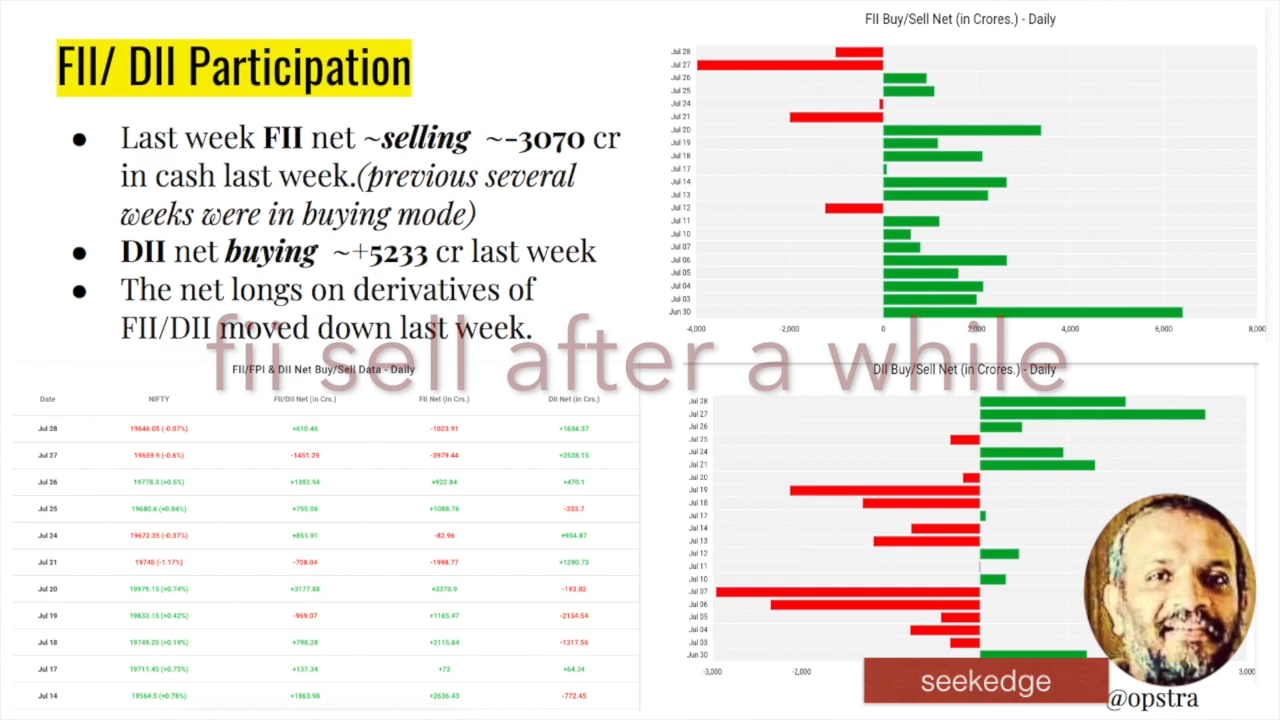 FII/ DII Participation
● Last week FII net ~selling ~-3070 cr
in cash last week.(previous several
weeks were in buying mode)
● DII net buying ~+5233 cr last week
● The net longs on derivatives of
FII/DII moved down last week.
fii sell after a while
FII Buy/Sell Net (in Crores.) - Daily
Jul 28
Jul 27
Jul 26
Jul 25
Jul 24
Jul 21
Jul 20
Jul 19
Jul 18
Jul 17
Jul 14
Jul 13
Jul 12
Jul 11
Jul 10
Jul 07
Jul 06
Jul 05
Jul 04
Jul 03
Jun 30
-4,000 -2,000 0 2,000 4,000 6,000 8,000
FII/FPI & DII Net Buy/Sell Data - Daily
Date NIFTY FII/DII Net (in Crs.) FII Net (in Crs.) DII Net (in Crs.)
Jul 28 19646.05 (-0.07%) +610.46 -1023.91 +1634.37
Jul 27 19659.9 (-0.6%) -1451.29 -3979.44 +2528.15
Jul 26 19778.3 (+0.5%) +1392.94 +922.84 +470.1
Jul 25 19680.6 (+0.04%) +755.06 +1088.76 -333.7
Jul 24 19672.35 (-0.37%) +851.91 -82.96 +934.87
Jul 21 19745 (-1.17%) -708.04 -1998.77 +1290.73
Jul 20 19979.15 (+0.74%) +3177.88 +3370.9 -193.02
Jul 19 19833.15 (+0.42%) -969.07 +1165.47 -2134.54
Jul 18 19749.25 (+0.19%) +798.28 +2115.84 -1317.56
Jul 17 19711.45 (+0.75%) +137.34 +73 +64.34
Jul 14 19564.5 (+0.78%) +1863.98 +2636.43 -772.45
DII Buy/Sell Net (in Crores.) - Daily
Jul 28
Jul 27
Jul 26
Jul 25
Jul 24
Jul 21
Jul 20
Jul 19
Jul 18
Jul 17
Jul 14
Jul 13
Jul 12
Jul 11
Jul 10
Jul 07
Jul 06
Jul 05
Jul 04
Jul 03
Jun 30
-3,000 -2,000 3,000
seekedge
@opstra